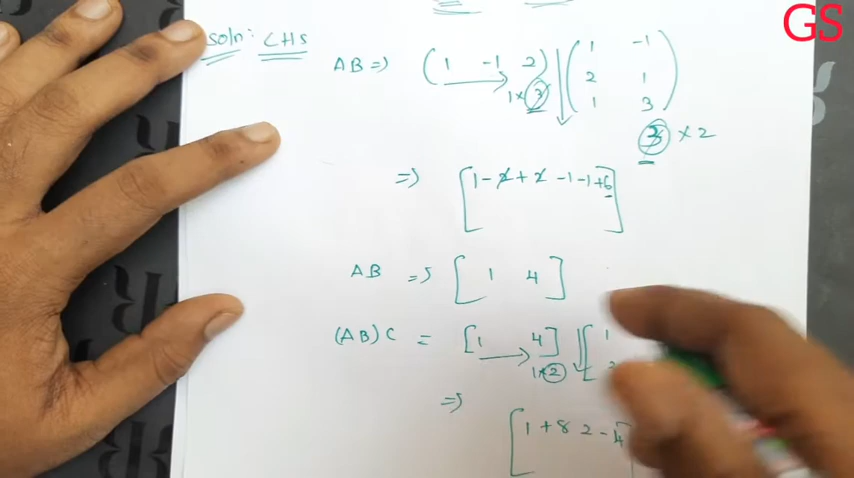 GS
Soln: LHS
AB => ( 1 -1 2 ) ( 1 -1
2 1
1 3 )
1 × 3
3 × 2
=> [ 1 - 2 + 2 -1 -1 +6 ]
AB => [ 1 4 ]
(AB) C = [ 1 4 ] [ 1
1×2
=> [ 1 + 8 2 - 4